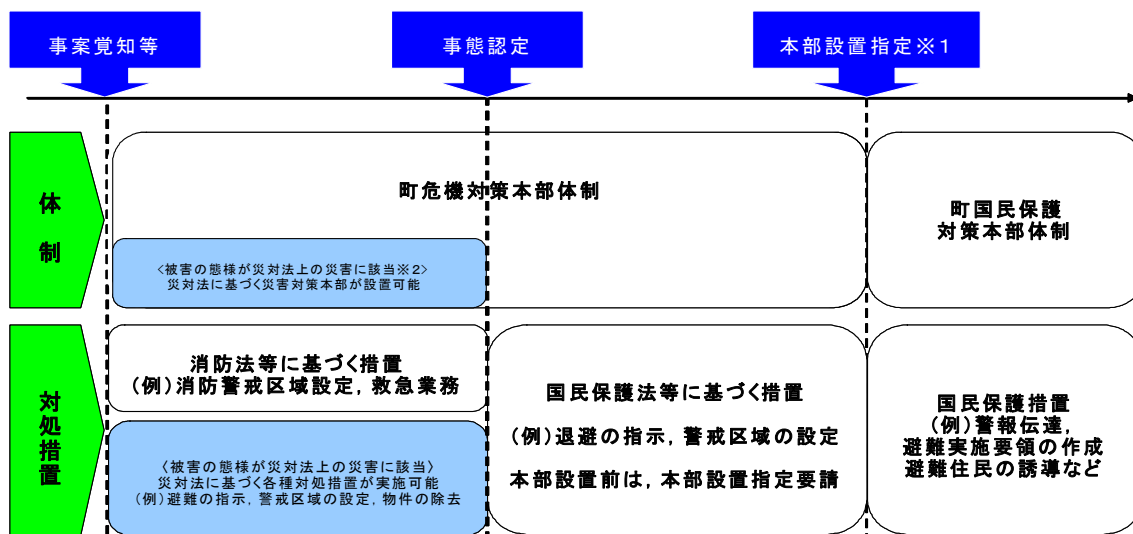 事案覚知等
事態認定
本部設置指定※1
体制
町危機対策本部体制
<被害の態様が災対法上の災害に該当※2>
災対法に基づく災害対策本部が設置可能
町国民保護
対策本部体制
対処措置
消防法等に基づく措置
(例)消防警戒区域設定,救急業務
<被害の態様が災対法上の災害に該当>
災対法に基づく各種対処措置が実施可能
(例)避難の指示,警戒区域の設定,物件の除去
国民保護法等に基づく措置
(例)退避の指示,警戒区域の設定
本部設置前は,本部設置指定要請
国民保護措置
(例)警報伝達,
避難実施要領の作成
避難住民の誘導など